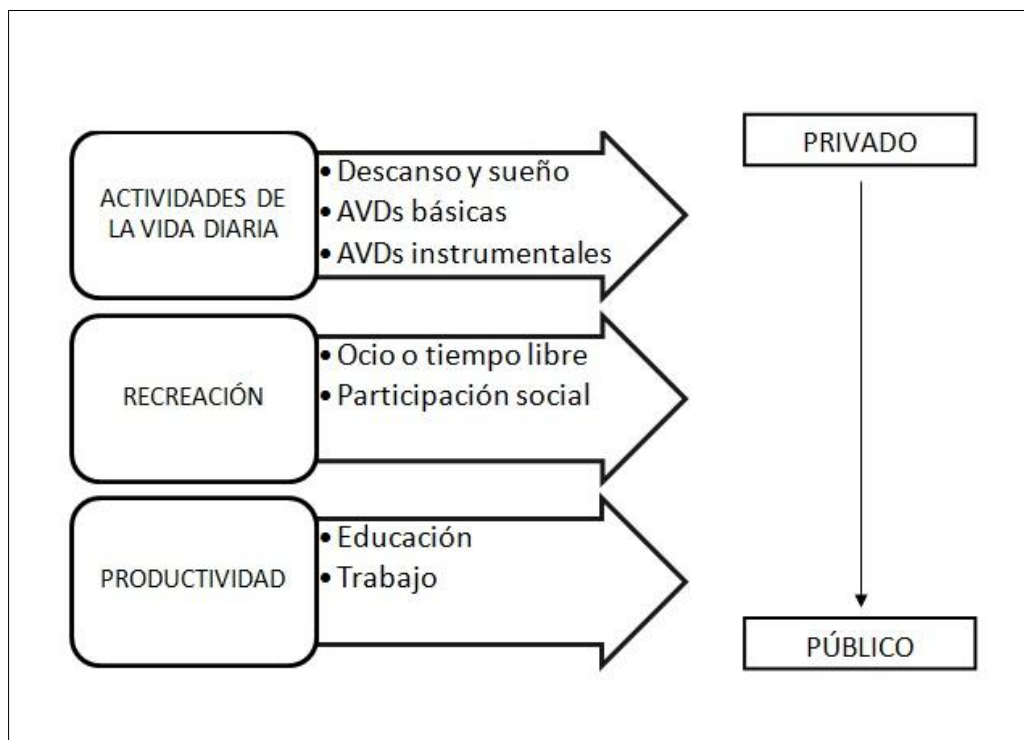 ACTIVIDADES DE
LA VIDA DIARIA
• Descanso y sueño
• AVDs básicas
• AVDs instrumentales
RECREACIÓN
• Ocio o tiempo libre
• Participación social
PRODUCTIVIDAD
• Educación
• Trabajo
PRIVADO
PÚBLICO